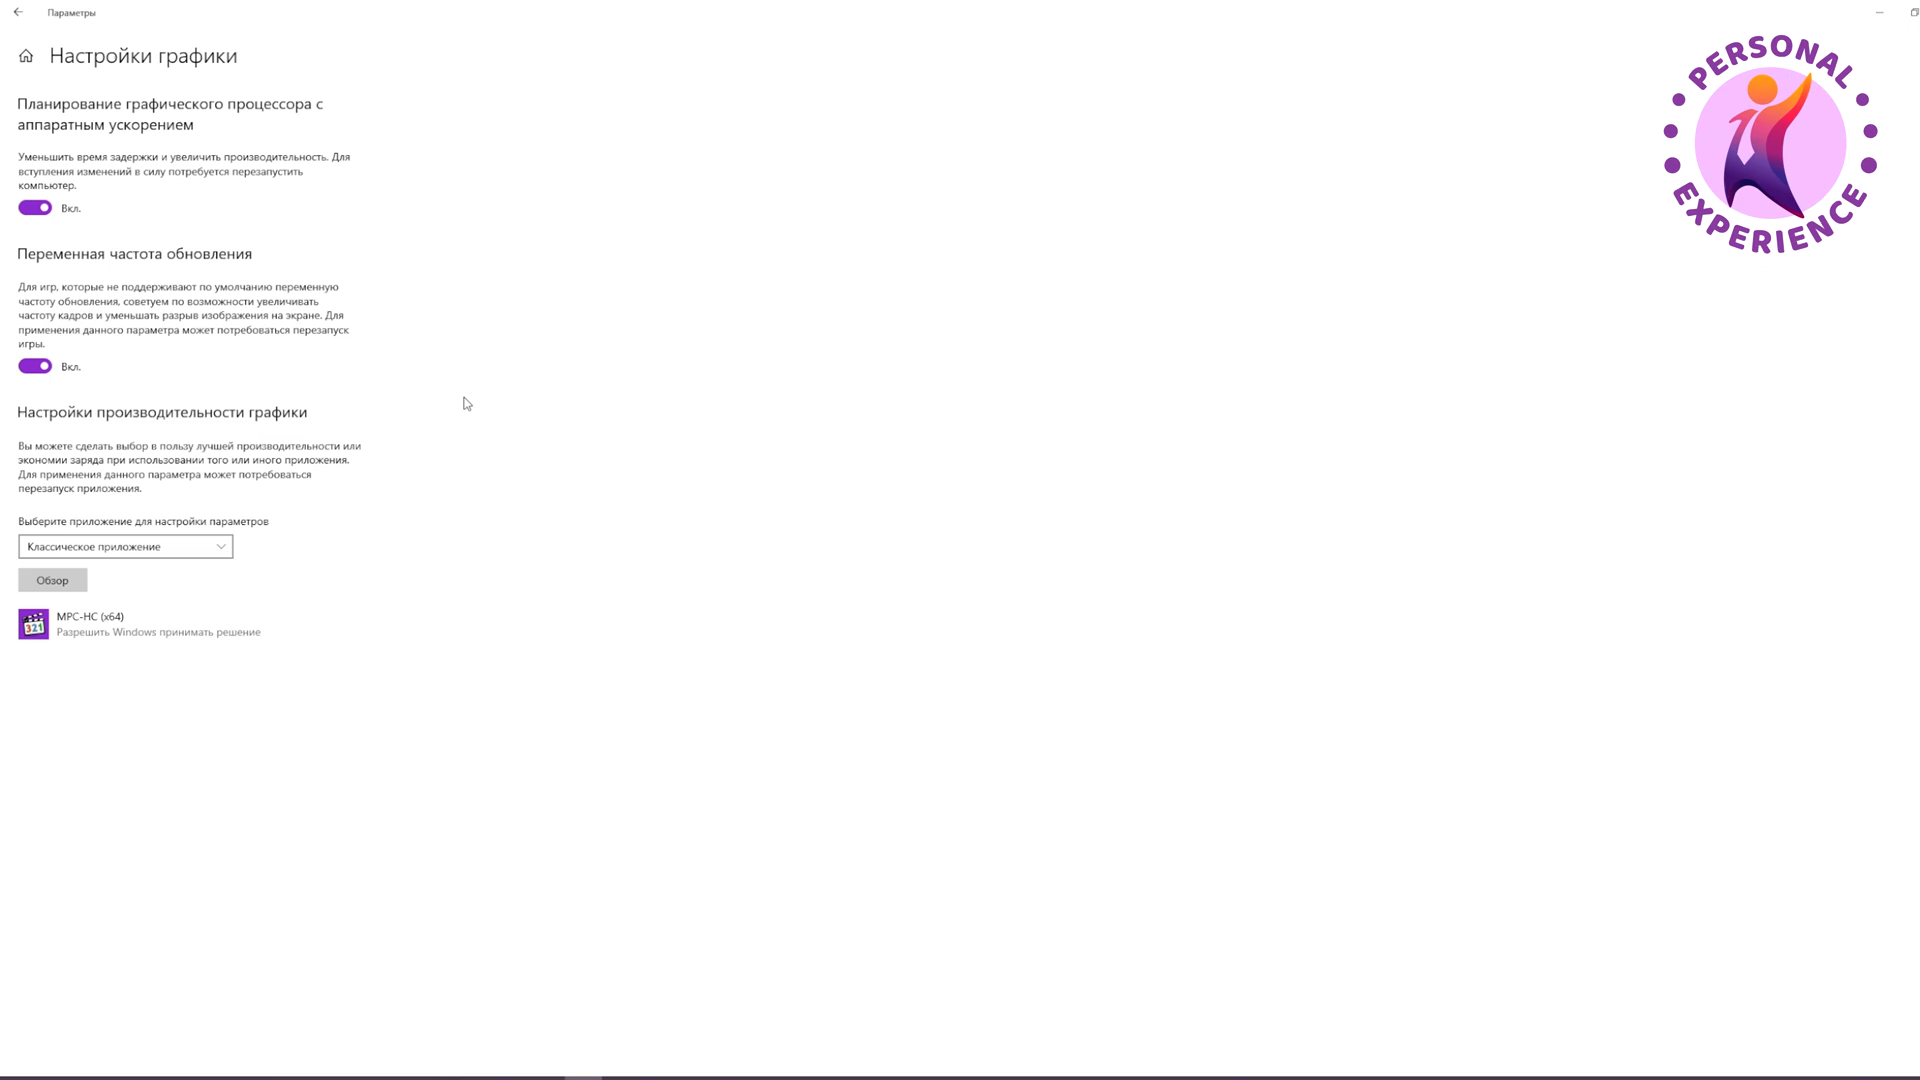 Параметры
Настройки графики
Планирование графического процессора с
аппаратным ускорением
Уменьшить время задержки и увеличить производительность. Для
вступления изменений в силу потребуется перезапустить
компьютер.
Вкл.
Переменная частота обновления
Для игр, которые не поддерживают по умолчанию переменную
частоту обновления, советуем по возможности увеличивать
частоту кадров и уменьшать разрыв изображения на экране. Для
применения данного параметра может потребоваться перезапуск
игры.
Вкл.
Настройки производительности графики
Вы можете сделать выбор в пользу лучшей производительности или
экономии заряда при использовании того или иного приложения.
Для применения данного параметра может потребоваться
перезапуск приложения.
Выберите приложение для настройки параметров
Классическое приложение
Обзор
321
MPC-HC (x64)
Разрешить Windows принимать решение
PERSONAL
EXPERIENCE